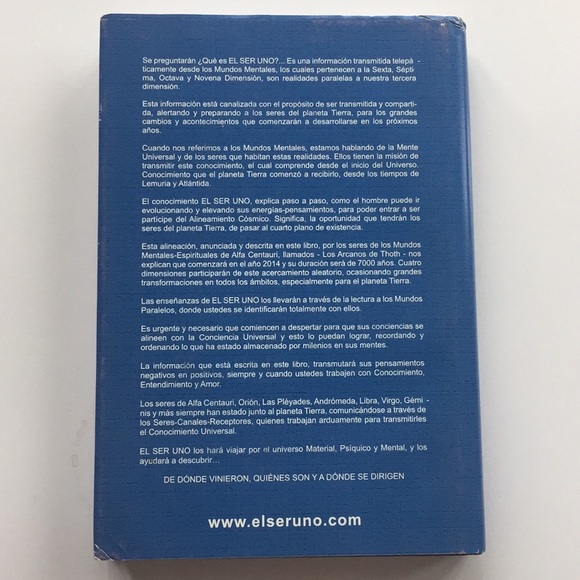 Se preguntarán ¿Qué es EL SER UNO?... Es una información transmitida telepá -
ticamente desde los Mundos Mentales, los cuales pertenecen a la Sexta, Sépti -
ma, Octava y Novena Dimensión, son realidades paralelas a nuestra tercera
dimensión.
Esta información está canalizada con el propósito de ser transmitida y comparti-
da, alertando y preparando a los seres del planeta Tierra, para los grandes
cambios y acontecimientos que comenzarán a desarrollarse en los próximos
años.
Cuando nos referimos a los Mundos Mentales, estamos hablando de la Mente
Universal y de los seres que habitan estas realidades. Ellos tienen la misión de
transmitir este conocimiento, el cual comprende desde el inicio del Universo.
Conocimiento que el planeta Tierra comenzó a recibirlo, desde los tiempos de
Lemuria y Atlántida.
El conocimiento EL SER UNO, explica paso a paso, como el hombre puede ir
evolucionando y elevando sus energías-pensamientos, para poder entrar a ser
partícipe del Alineamiento Cósmico. Significa, la oportunidad que tendrán los
seres del planeta Tierra, de pasar al cuarto plano de existencia.
Esta alineación, anunciada y descrita en este libro, por los seres de los Mundos
Mentales-Espirituales de Alfa Centauri, llamados - Los Arcanos de Thoth - nos
explican que comenzará en el año 2014 y su duración será de 7000 años. Cuatro
dimensiones participarán de este acercamiento aleatorio, ocasionando grandes
transformaciones en todos los ámbitos, especialmente para el planeta Tierra.
Las enseñanzas de EL SER UNO los llevarán a través de la lectura a los Mundos
Paralelos, donde ustedes se identificarán totalmente con ellos.
Es urgente y necesario que comiencen a despertar para que sus conciencias se
alineen con la Conciencia Universal y esto lo puedan lograr, recordando y
ordenando lo que ha estado almacenado por milenios en sus mentes.
La información que está escrita en este libro, transmutará sus pensamientos
negativos en positivos, siempre y cuando ustedes trabajen con Conocimiento,
Entendimiento y Amor.
Los seres de Alfa Centauri, Orión, Las Pléyades, Andrómeda, Libra, Virgo, Gémi -
nis y más siempre han estado junto al planeta Tierra, comunicándose a través de
los Seres-Canales-Receptores, quienes trabajan arduamente para transmitirles
el Conocimiento Universal.
EL SER UNO los hará viajar por el universo Material, Psíquico y Mental, y los
ayudará a descubrir...
DE DÓNDE VINIERON, QUIÉNES SON Y A DÓNDE SE DIRIGEN
www.elseruno.com